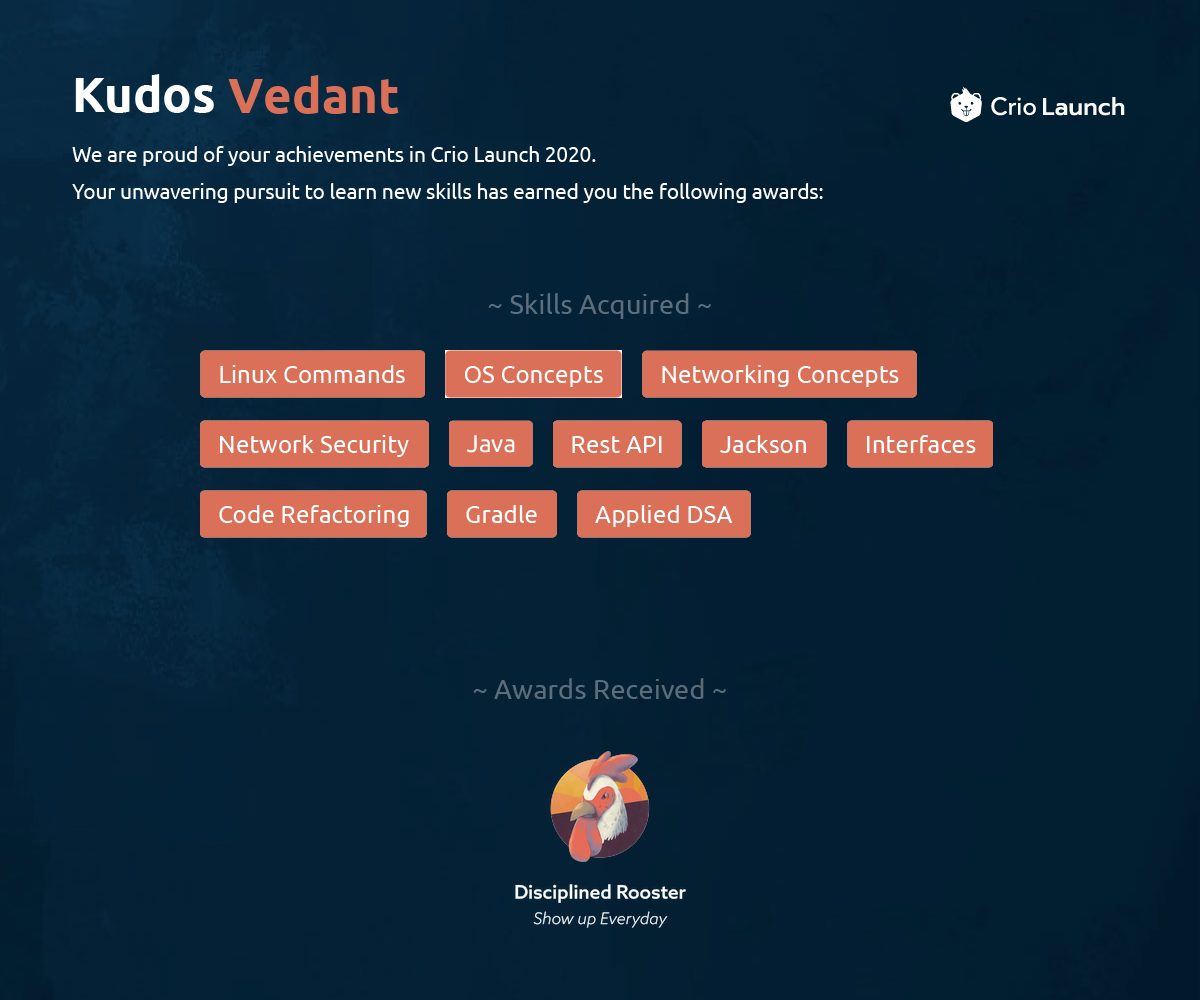 Kudos Vedant
Crio Launch
We are proud of your achievements in Crio Launch 2020.
Your unwavering pursuit to learn new skills has earned you the following awards:
~ Skills Acquired ~
Linux Commands OS Concepts Networking Concepts
Network Security Java Rest API Jackson Interfaces
Code Refactoring Gradle Applied DSA
~ Awards Received ~
Disciplined Rooster
Show up Everyday